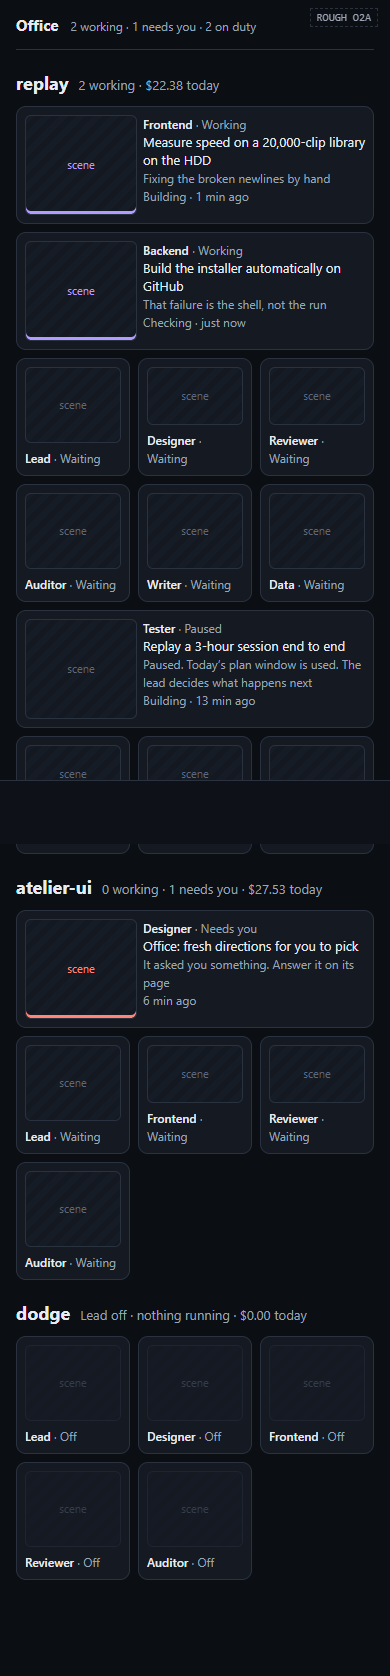 Office 2 working · 1 needs you · 2 on duty
ROUGH O2A
replay 2 working · $22.38 today
scene
Frontend · Working
Measure speed on a 20,000-clip library
on the HDD
Fixing the broken newlines by hand
Building · 1 min ago
scene
Backend · Working
Build the installer automatically on
GitHub
That failure is the shell, not the run
Checking · just now
scene
Lead · Waiting
scene
Designer ·
Waiting
scene
Reviewer ·
Waiting
scene
Auditor · Waiting
scene
Writer · Waiting
scene
Data · Waiting
scene
Tester · Paused
Replay a 3-hour session end to end
Paused. Today's plan window is used. The
lead decides what happens next
Building · 13 min ago
scene
scene
scene
atelier-ui 0 working · 1 needs you · $27.53 today
scene
Designer · Needs you
Office: fresh directions for you to pick
It asked you something. Answer it on its
page
6 min ago
scene
Lead · Waiting
scene
Frontend ·
Waiting
scene
Reviewer ·
Waiting
scene
Auditor · Waiting
dodge Lead off · nothing running · $0.00 today
scene
Lead · Off
scene
Designer · Off
scene
Frontend · Off
scene
Reviewer · Off
scene
Auditor · Off